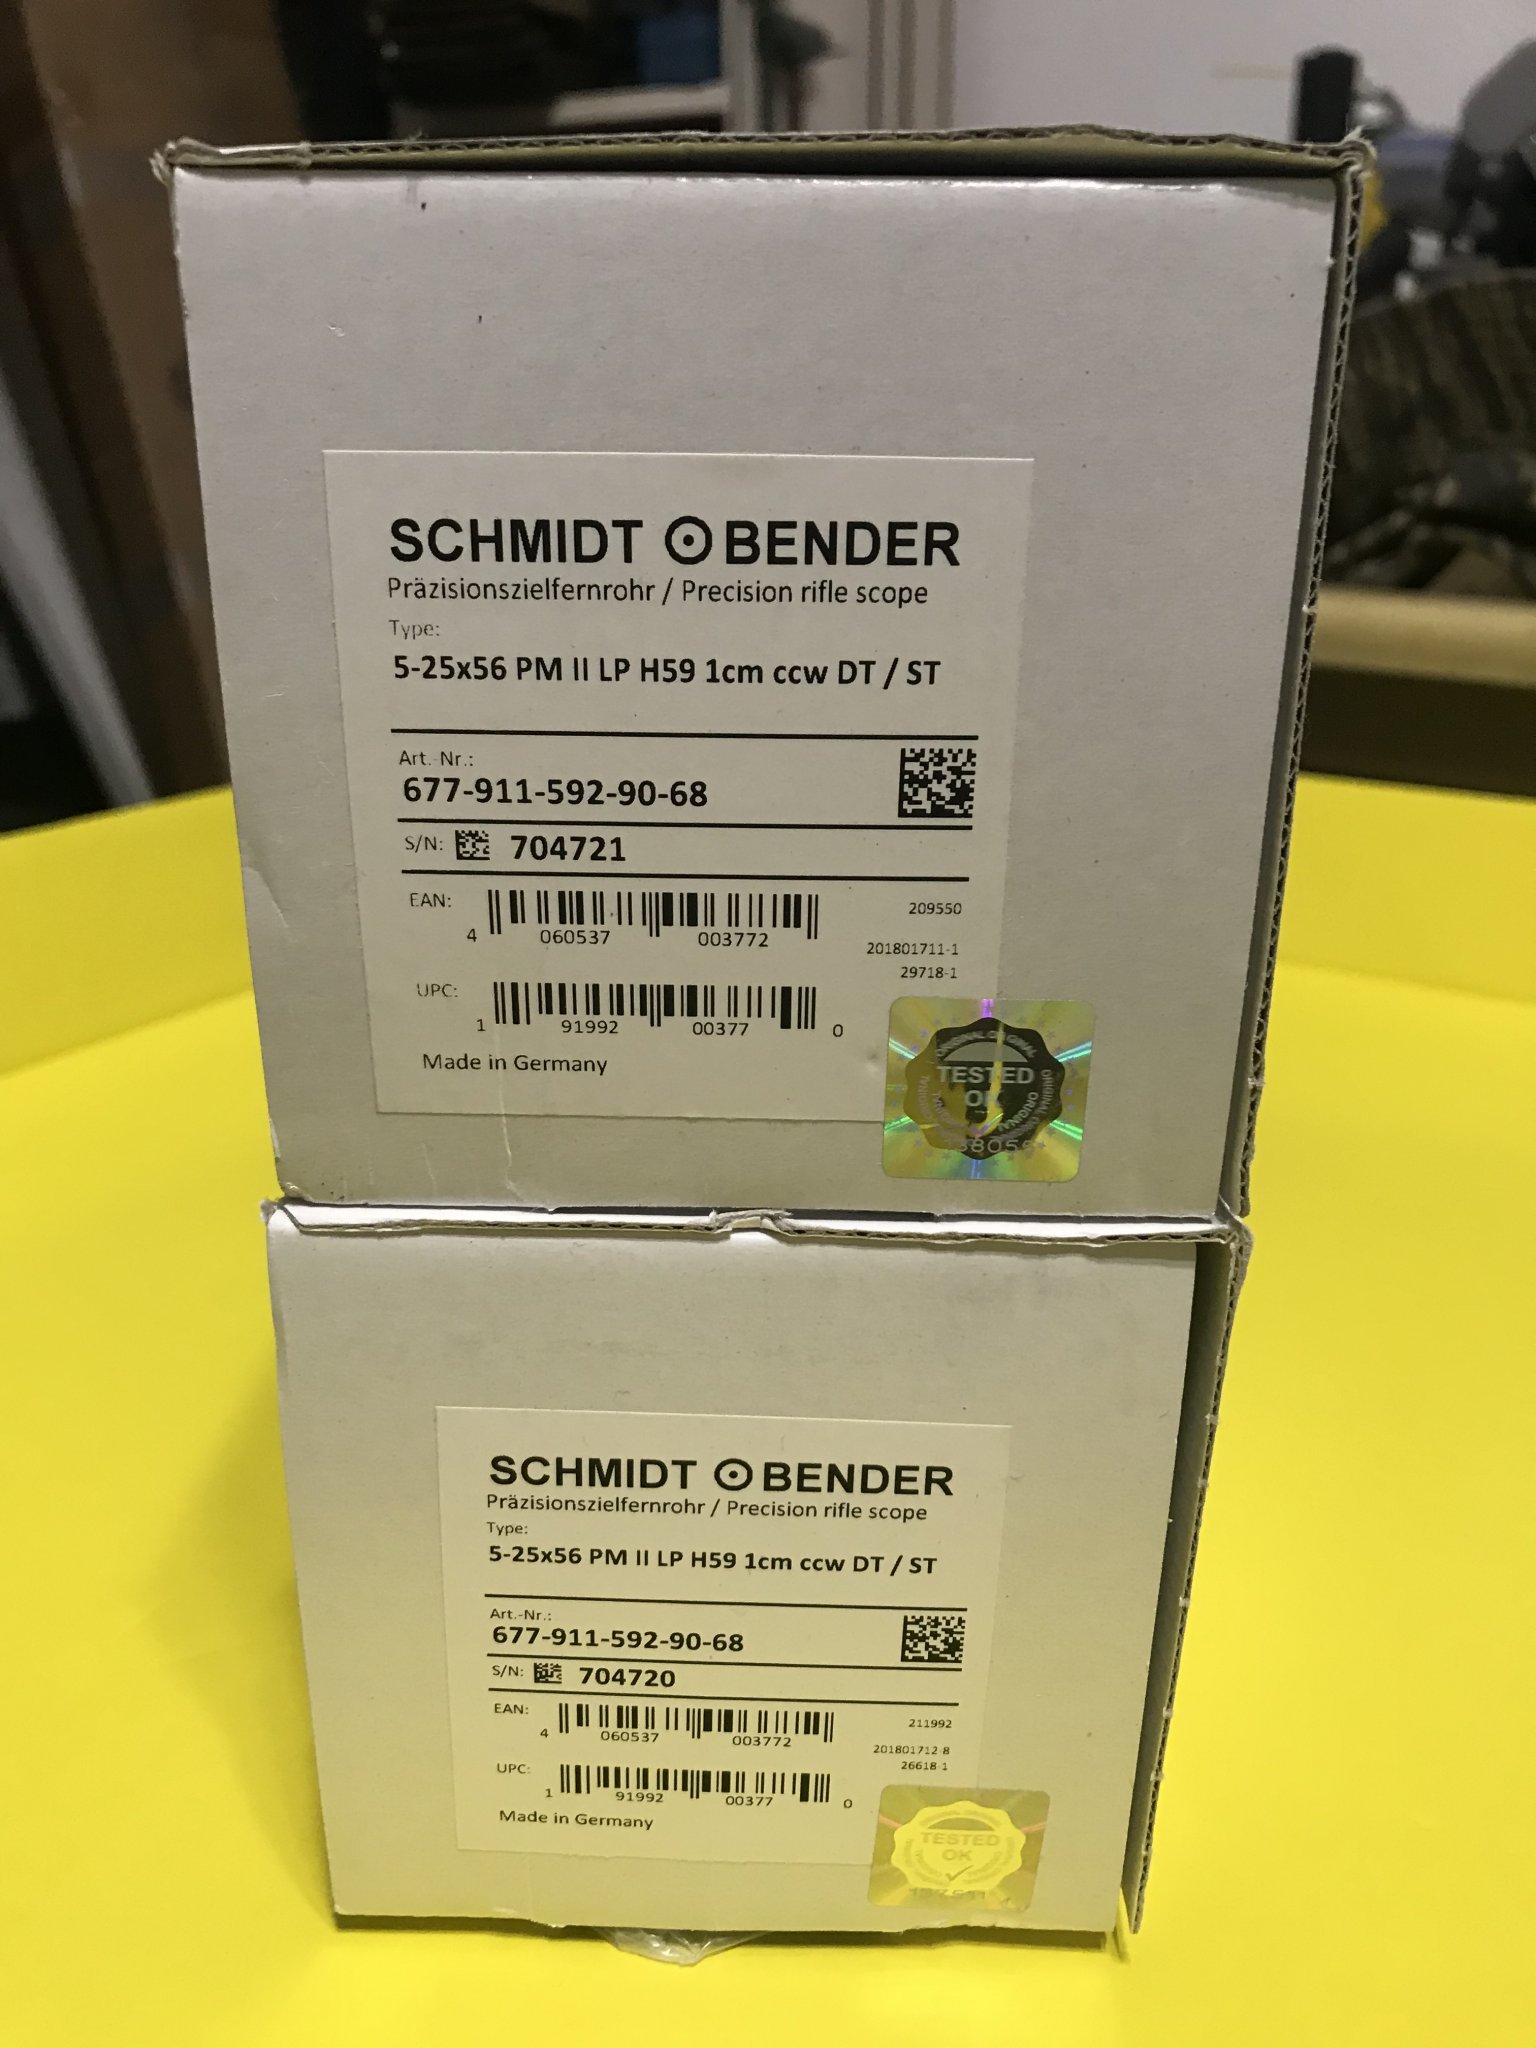 SCHMIDT BENDER
Präzisionszielfernrohr / Precision rifle scope
Type:
5-25x56 PM II LP H59 1cm ccw DT / ST
Art.-Nr.:
677-911-592-90-68
S/N: 704721
EAN:
4 060537 003772
209550
201801711-1
29718-1
UPC:
1 91992 00377 0
Made in Germany
ORIGINAL
TESTED
OK
SCHMIDT BENDER
Präzisionszielfernrohr / Precision rifle scope
Type:
5-25x56 PM II LP H59 1cm ccw DT / ST
Art.-Nr.:
677-911-592-90-68
S/N: 704720
EAN:
4 060537 003772
211992
201801712-8
26618-1
UPC:
1 91992 00377 0
Made in Germany
TESTED
OK